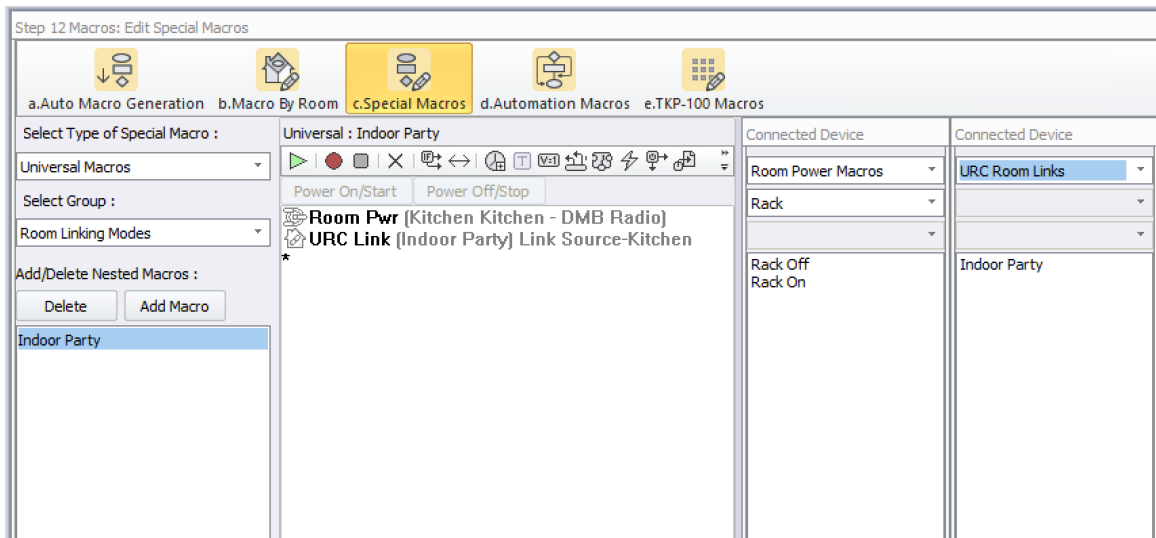 Step 12 Macros: Edit Special Macros
a.Auto Macro Generation b.Macro By Room c.Special Macros d.Automation Macros e.TKP-100 Macros
Select Type of Special Macro :
Universal Macros
Select Group :
Room Linking Modes
Add/Delete Nested Macros :
Delete Add Macro
Indoor Party
Universal : Indoor Party
IF T V=1
Power On/Start Power Off/Stop
Room Pwr (Kitchen Kitchen - DMB Radio)
URC Link (Indoor Party) Link Source-Kitchen
*
Connected Device
Room Power Macros
Rack
Rack Off
Rack On
Connected Device
URC Room Links
Indoor Party